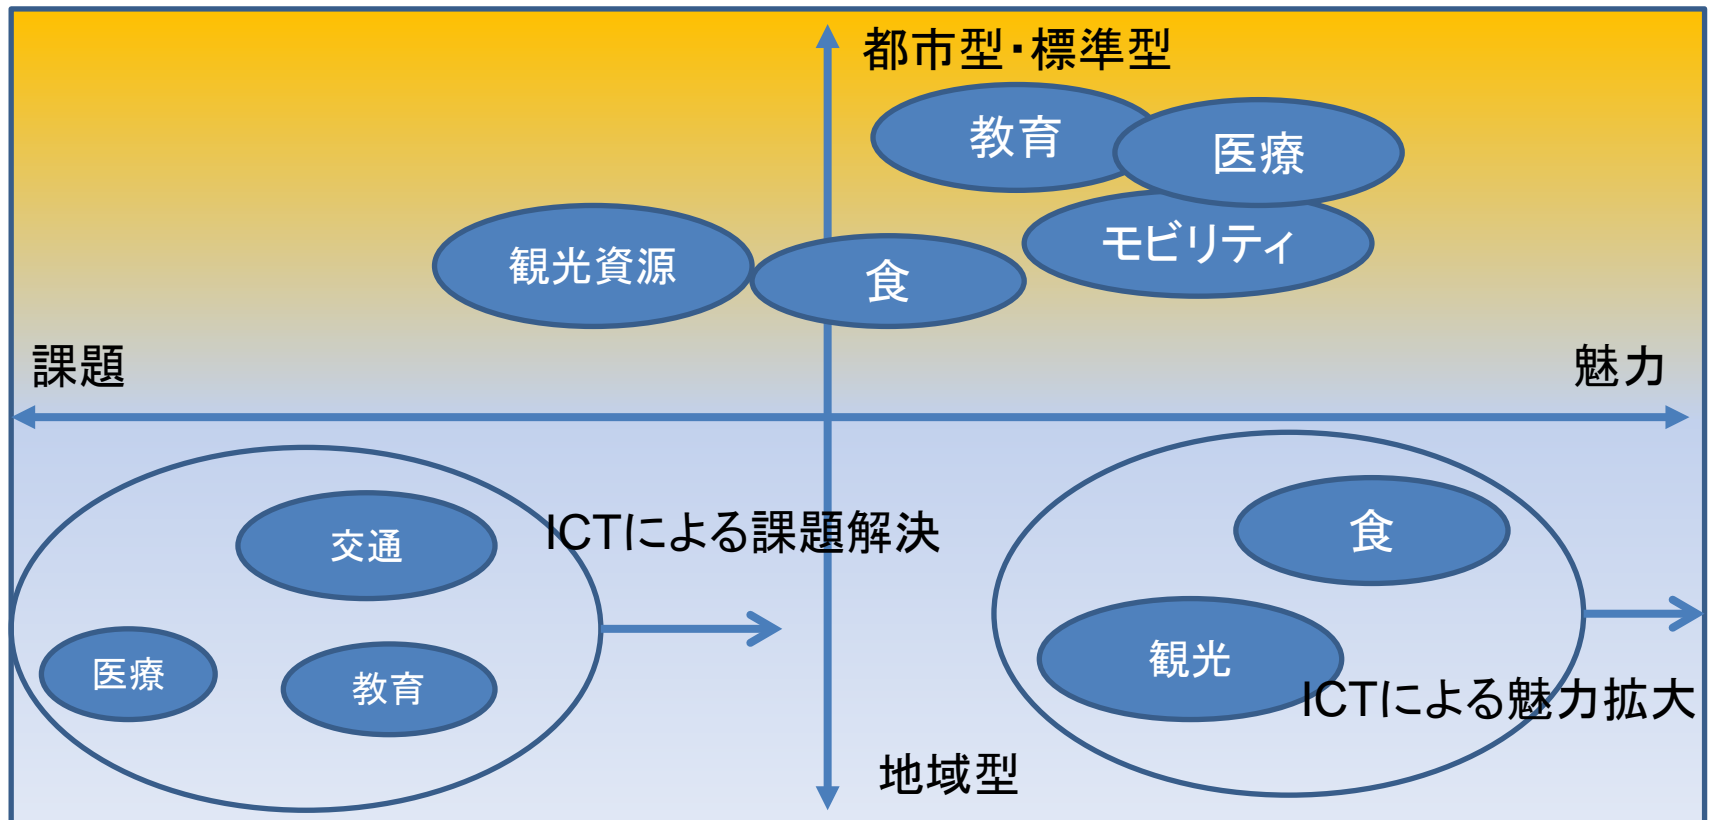 都市型・標準型
教育
医療
モビリティ
観光資源
食
課題
魅力
ICTによる課題解決
交通
医療
教育
食
観光
ICTによる魅力拡大
地域型